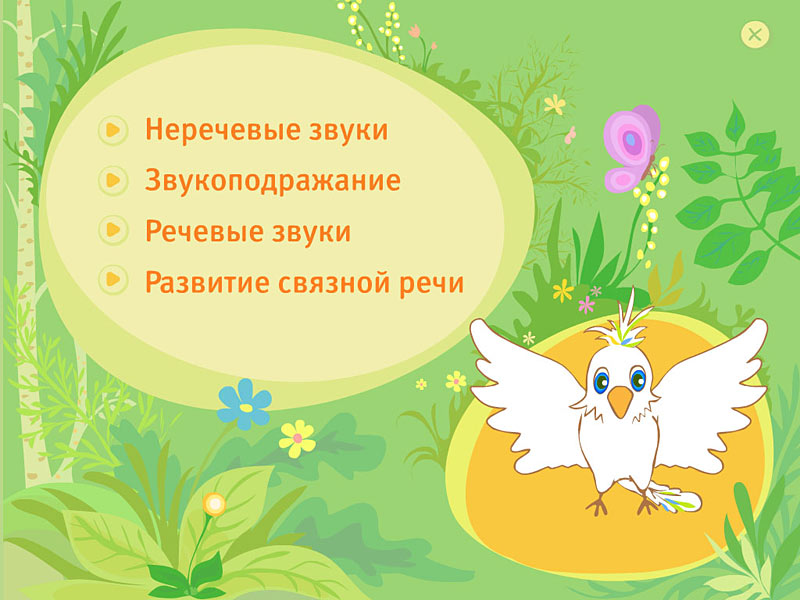 Неречевые звуки
Звукоподражание
Речевые звуки
Развитие связной речи